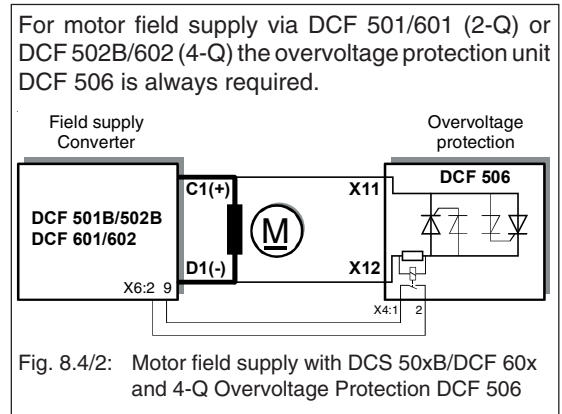 For motor field supply via DCF 501/601 (2-Q) or
DCF 502B/602 (4-Q) the overvoltage protection unit
DCF 506 is always required.
Field supply
Converter
Overvoltage
protection
DCF 506
C1(+)
X11
DCF 501B/502B
DCF 601/602
M
D1(-)
X12
X6:2 9
X4:1 2
Fig. 8.4/2: Motor field supply with DCS 50xB/DCF 60x
and 4-Q Overvoltage Protection DCF 506